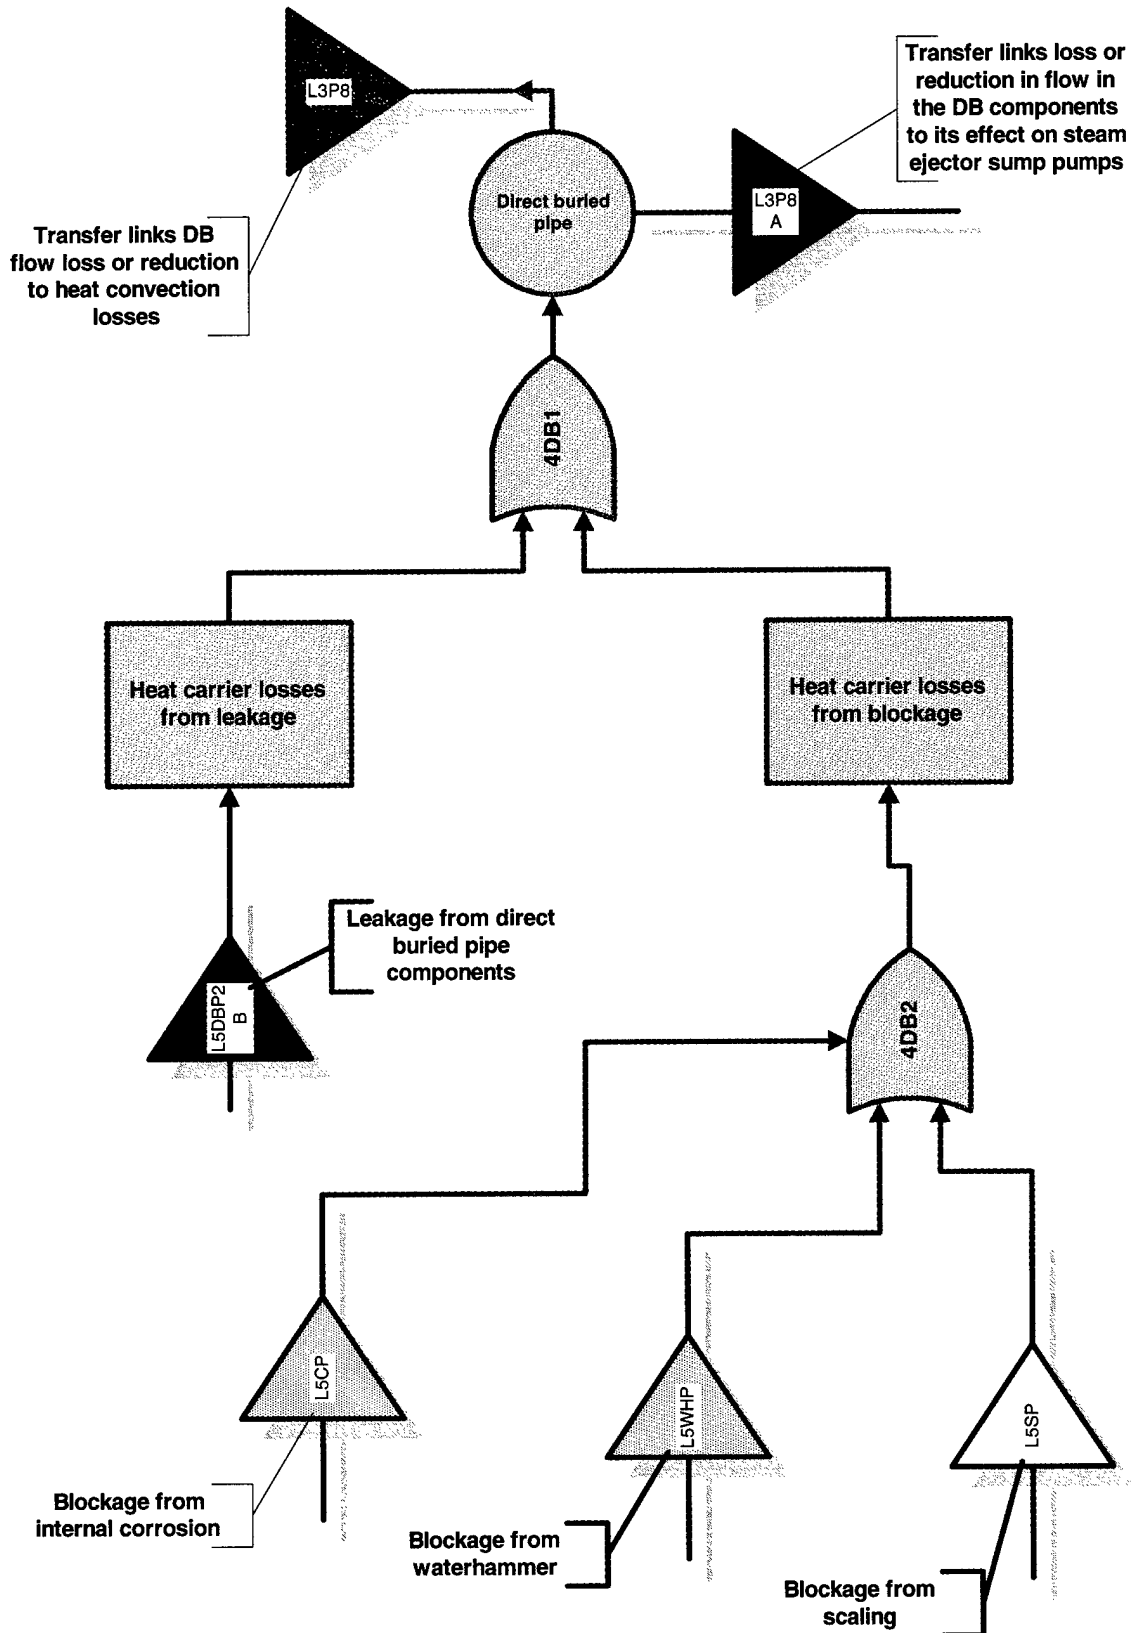 L3P8
Transfer links loss or
reduction in flow in
the DB components
to its effect on steam
ejector sump pumps
Direct buried
pipe
L3P8
A
Transfer links DB
flow loss or reduction
to heat convection
losses
4DB1
Heat carrier losses
from leakage
Heat carrier losses
from blockage
Leakage from direct
buried pipe
components
L5DBP2
B
4DB2
L5CP
L5WHP
L5SP
Blockage from
internal corrosion
Blockage from
waterhammer
Blockage from
scaling